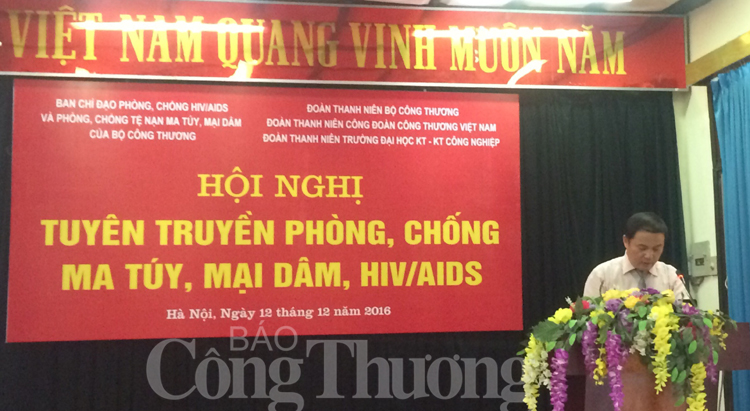 VIỆT NAM QUANG VINH MUÔN NĂM
BAN CHỈ ĐẠO PHÒNG, CHỐNG HIV/AIDS
VÀ PHÒNG, CHỐNG TỆ NẠN MA TÚY, MẠI DÂM
CỦA BỘ CÔNG THƯƠNG
ĐOÀN THANH NIÊN BỘ CÔNG THƯƠNG
ĐOÀN THANH NIÊN CÔNG ĐOÀN CÔNG THƯƠNG VIỆT NAM
ĐOÀN THANH NIÊN TRƯỜNG ĐẠI HỌC KT - KT CÔNG NGHIỆP
HỘI NGHỊ
TUYÊN TRUYỀN PHÒNG, CHỐNG
MA TÚY, MẠI DÂM, HIV/AIDS
Hà Nội, Ngày 12 tháng 12 năm 2016
BÁO
Công Thương